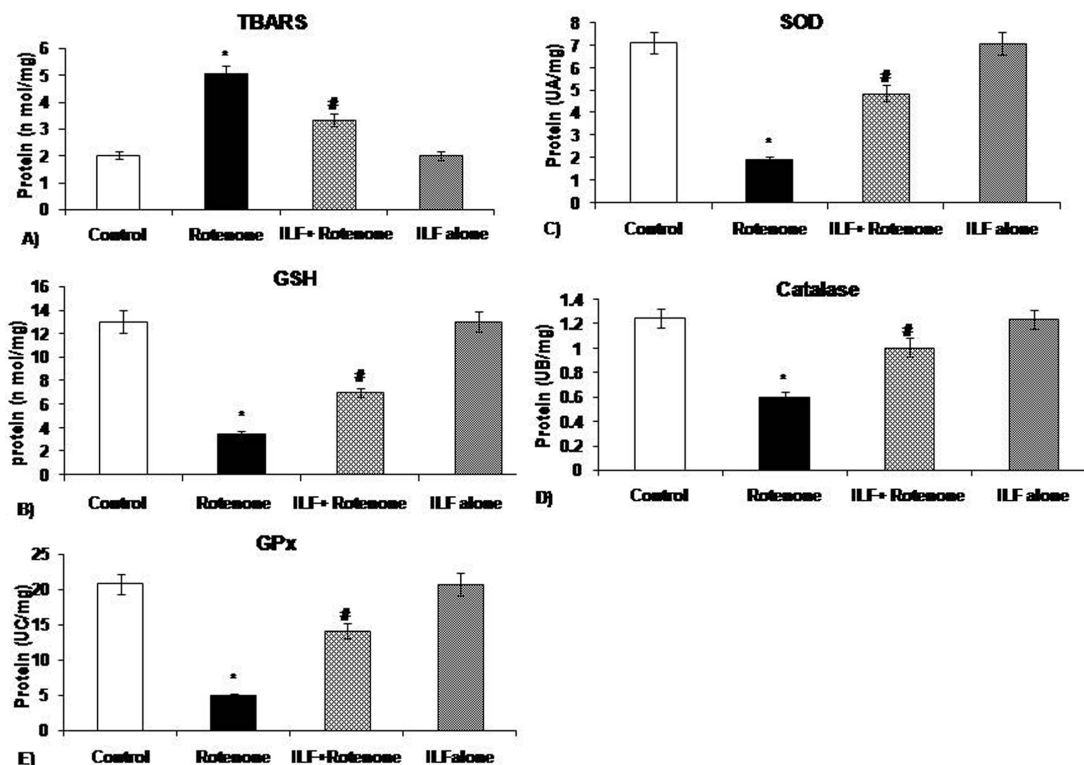 TBARS
Protein (n mol/mg)
6
5
4
3
2
1
0
*
#
A)
Control Rotenone ILF+ Rotenone ILF alone
SOD
Protein (UA/mg)
8
7
6
5
4
3
2
1
0
*
#
C)
Control Rotenone ILF+ Rotenone ILF alone
GSH
protein (n mol/mg)
16
14
12
10
8
6
4
2
0
*
#
B)
Control Rotenone ILF+ Rotenone ILF alone
Catalase
Protein (UB/mg)
1.4
1.2
1
0.8
0.6
0.4
0.2
0
*
#
D)
Control Rotenone ILF+ Rotenone ILF alone
GPx
Protein (UC/mg)
25
20
15
10
5
0
*
#
E)
Control Rotenone ILF+Rotenone ILFalone